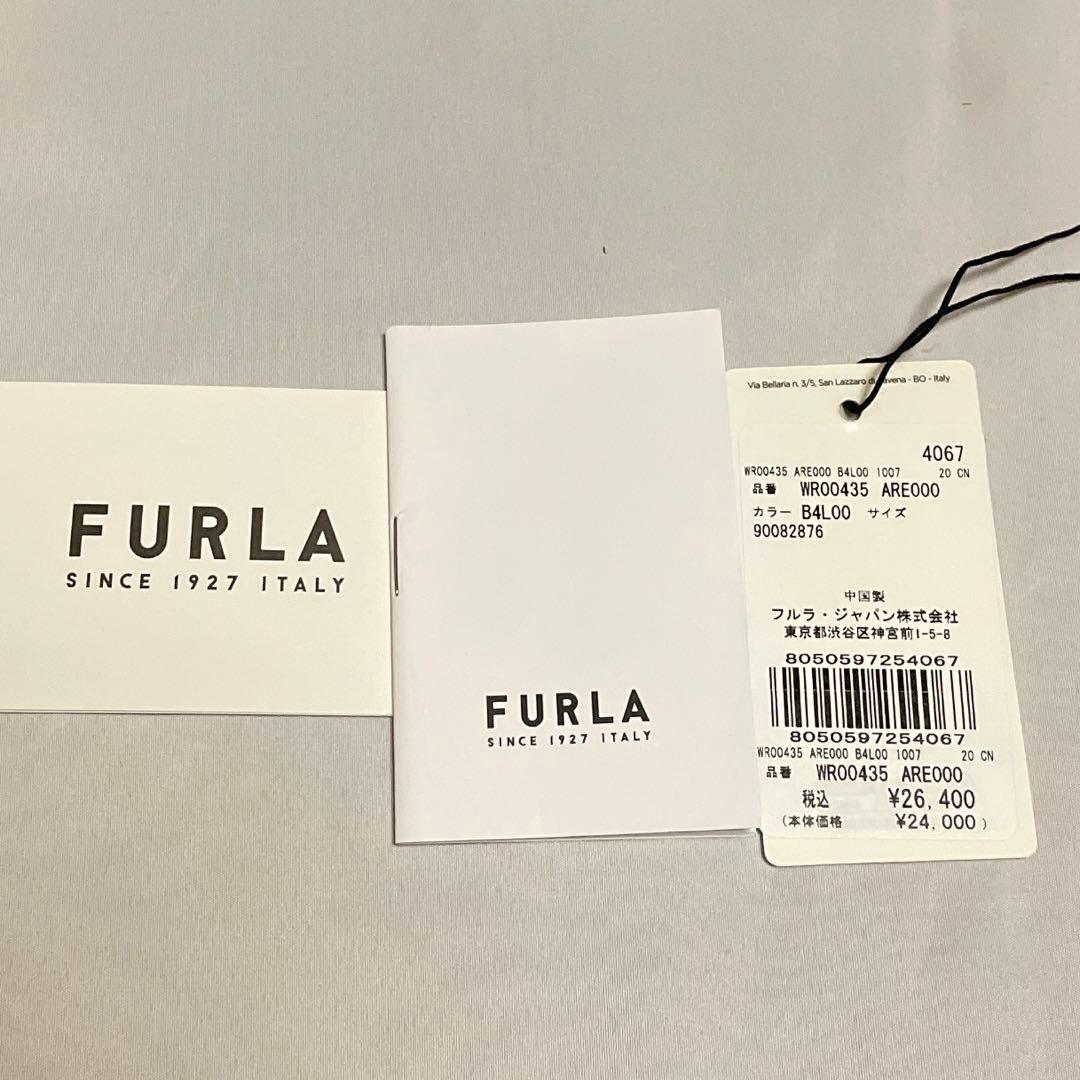 FURLA
SINCE 1927 ITALY
FURLA
SINCE 1927 ITALY
Via Bellaria n. 3/5, San Lazzaro di - BO - Italy
4067
WR00435 ARE000 B4L00 1007 20 CN
品番 WR00435 ARE000
カラー B4L00 サイズ
90082876
中国製
フルラ・ジャパン株式会社
東京都渋谷区神宮前1-5-8
8050597254067
8050597254067
WR00435 ARE000 B4L00 1007 20 CN
品番 WR00435 ARE000
税込 ¥26,400
(本体価格 ¥24,000)